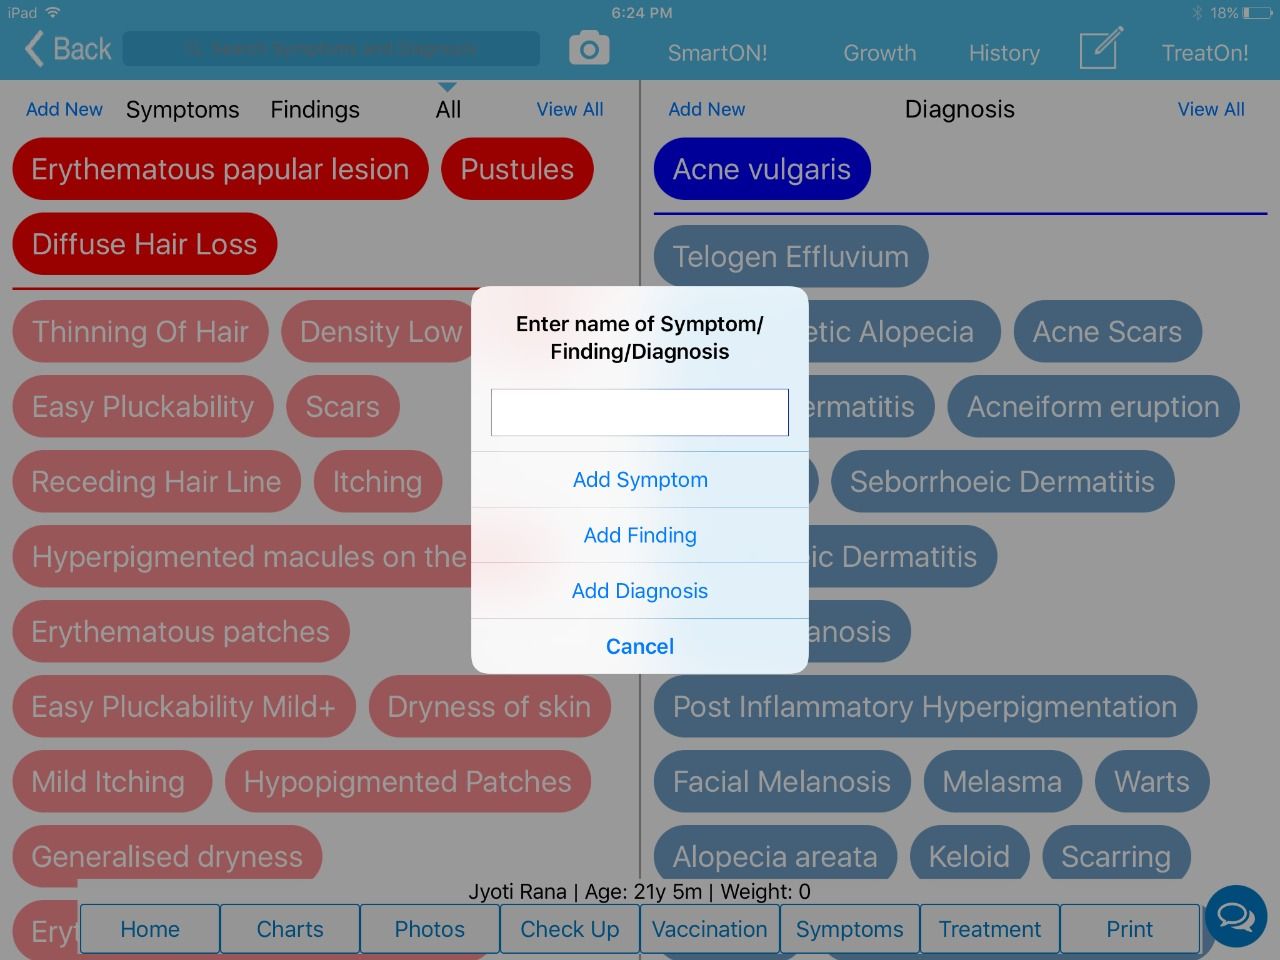 iPad 6:24 PM 18%
Back Search Symptoms and Diagnosis SmartON! Growth History TreatOn!
Add New Symptoms Findings All View All
Erythematous papular lesion Pustules
Diffuse Hair Loss
Thinning Of Hair Density Low
Easy Pluckability Scars
Receding Hair Line Itching
Hyperpigmented macules on the
Erythematous patches
Easy Pluckability Mild+ Dryness of skin
Mild Itching Hypopigmented Patches
Generalised dryness
Ery
Add New Diagnosis View All
Acne vulgaris
Telogen Effluvium
etic Alopecia Acne Scars
ermatitis Acneiform eruption
Seborrhoeic Dermatitis
ic Dermatitis
anosis
Post Inflammatory Hyperpigmentation
Facial Melanosis Melasma Warts
Alopecia areata Keloid Scarring
Enter name of Symptom/
Finding/Diagnosis
Add Symptom
Add Finding
Add Diagnosis
Cancel
Jyoti Rana | Age: 21y 5m | Weight: 0
Home Charts Photos Check Up Vaccination Symptoms Treatment Print